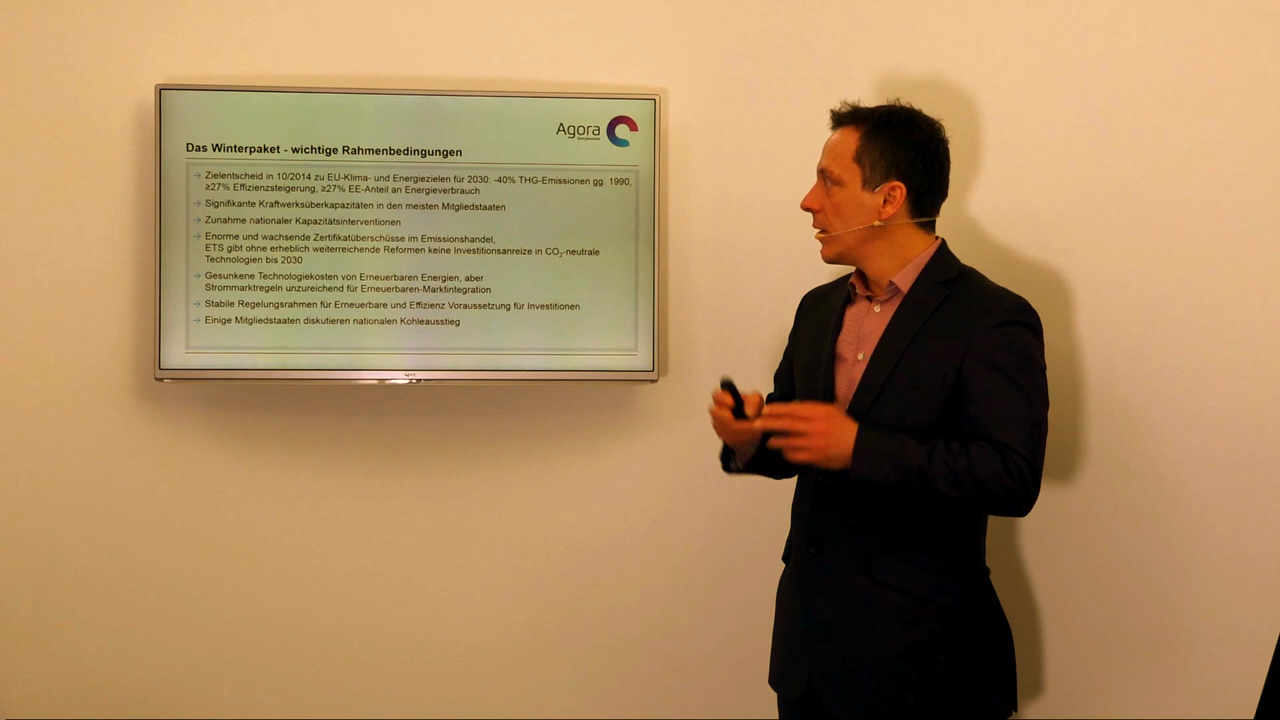 Agora
Energiewende
Das Winterpaket - wichtige Rahmenbedingungen
→ Zielentscheid in 10/2014 zu EU-Klima- und Energiezielen für 2030: -40% THG-Emissionen gg. 1990,
≥27% Effizienzsteigerung, ≥27% EE-Anteil an Energieverbrauch
→ Signifikante Kraftwerksüberkapazitäten in den meisten Mitgliedstaaten
→ Zunahme nationaler Kapazitätsinterventionen
→ Enorme und wachsende Zertifikatüberschüsse im Emissionshandel,
ETS gibt ohne erheblich weiterreichende Reformen keine Investitionsanreize in CO₂-neutrale
Technologien bis 2030
→ Gesunkene Technologiekosten von Erneuerbaren Energien, aber
Strommarktregeln unzureichend für Erneuerbaren-Marktintegration
→ Stabile Regelungsrahmen für Erneuerbare und Effizienz Voraussetzung für Investitionen
→ Einige Mitgliedstaaten diskutieren nationalen Kohleausstieg